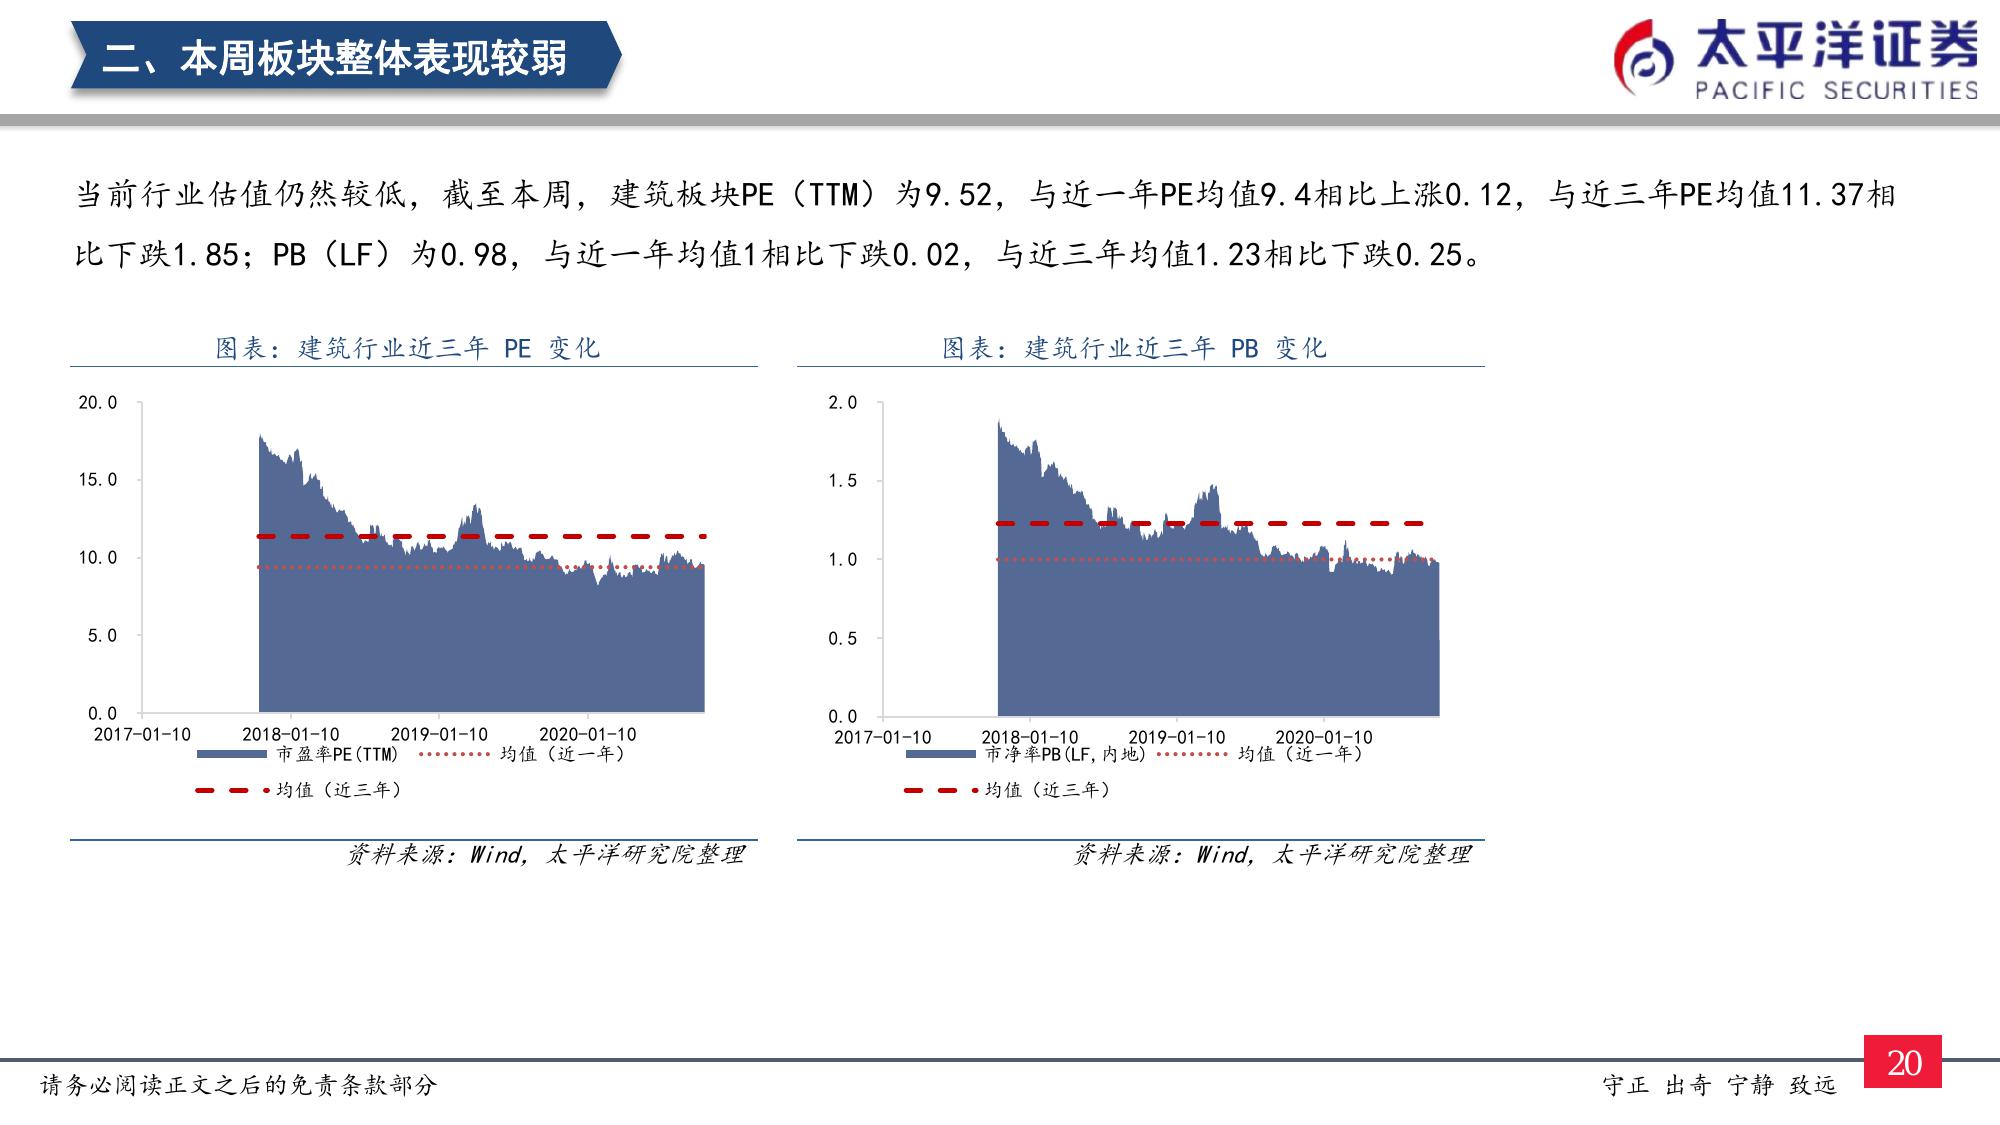 二、本周板块整体表现较弱
太平洋证券
PACIFIC SECURITIES
当前行业估值仍然较低，截至本周，建筑板块PE（TTM）为9.52，与近一年PE均值9.4相比上涨0.12，与近三年PE均值11.37相
比下跌1.85；PB（LF）为0.98，与近一年均值1相比下跌0.02，与近三年均值1.23相比下跌0.25。
图表：建筑行业近三年 PE 变化
20.0
15.0
10.0
5.0
0.0
2017-01-10 2018-01-10 2019-01-10 2020-01-10
市盈率PE(TTM) 均值（近一年）
均值（近三年）
资料来源：Wind，太平洋研究院整理
图表：建筑行业近三年 PB 变化
2.0
1.5
1.0
0.5
0.0
2017-01-10 2018-01-10 2019-01-10 2020-01-10
市净率PB(LF,内地) 均值（近一年）
均值（近三年）
资料来源：Wind，太平洋研究院整理
请务必阅读正文之后的免责条款部分
守正 出奇 宁静 致远
20